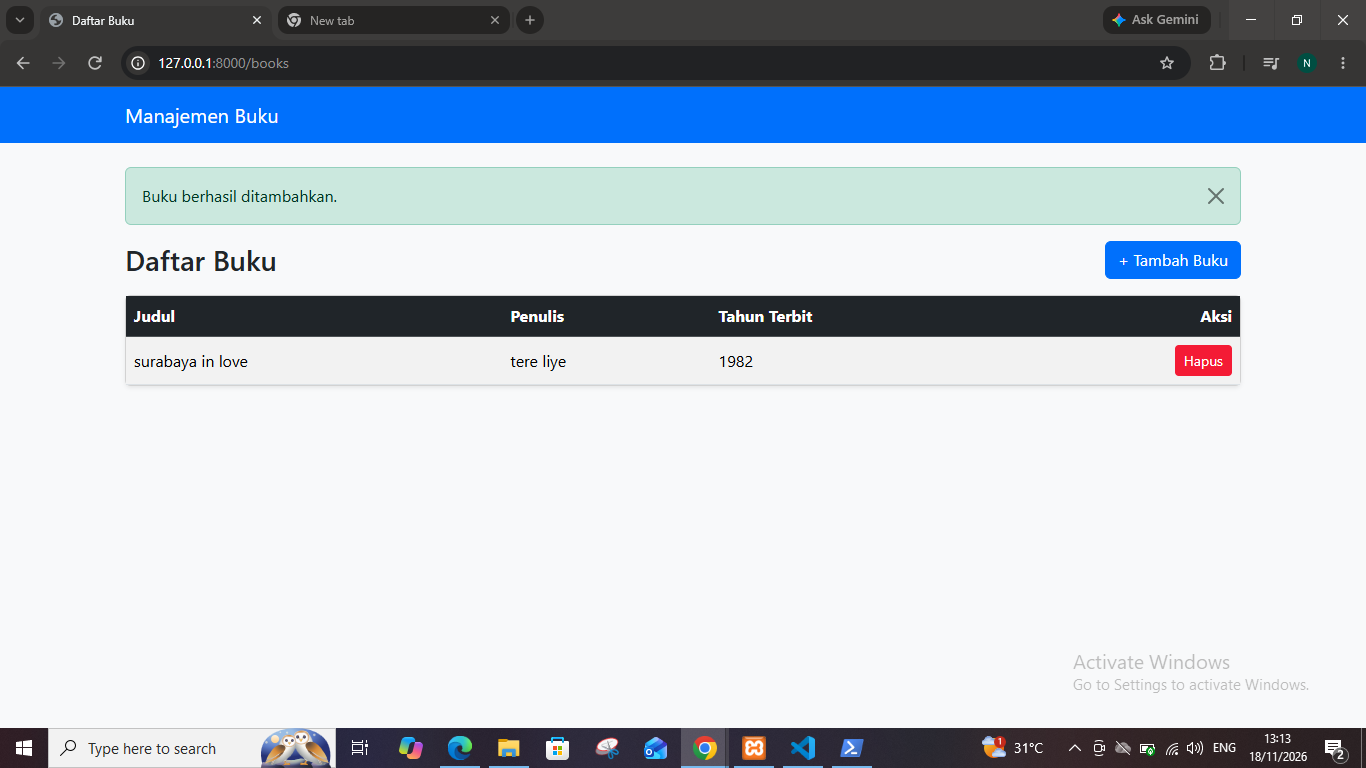 Daftar Buku
New tab
Ask Gemini
127.0.0.1:8000/books
N
Manajemen Buku
Buku berhasil ditambahkan.
Daftar Buku
+ Tambah Buku
Judul Penulis Tahun Terbit Aksi
surabaya in love tere liye 1982 Hapus
Activate Windows
Go to Settings to activate Windows.
Type here to search
1
31°C
ENG
13:13
18/11/2026
2